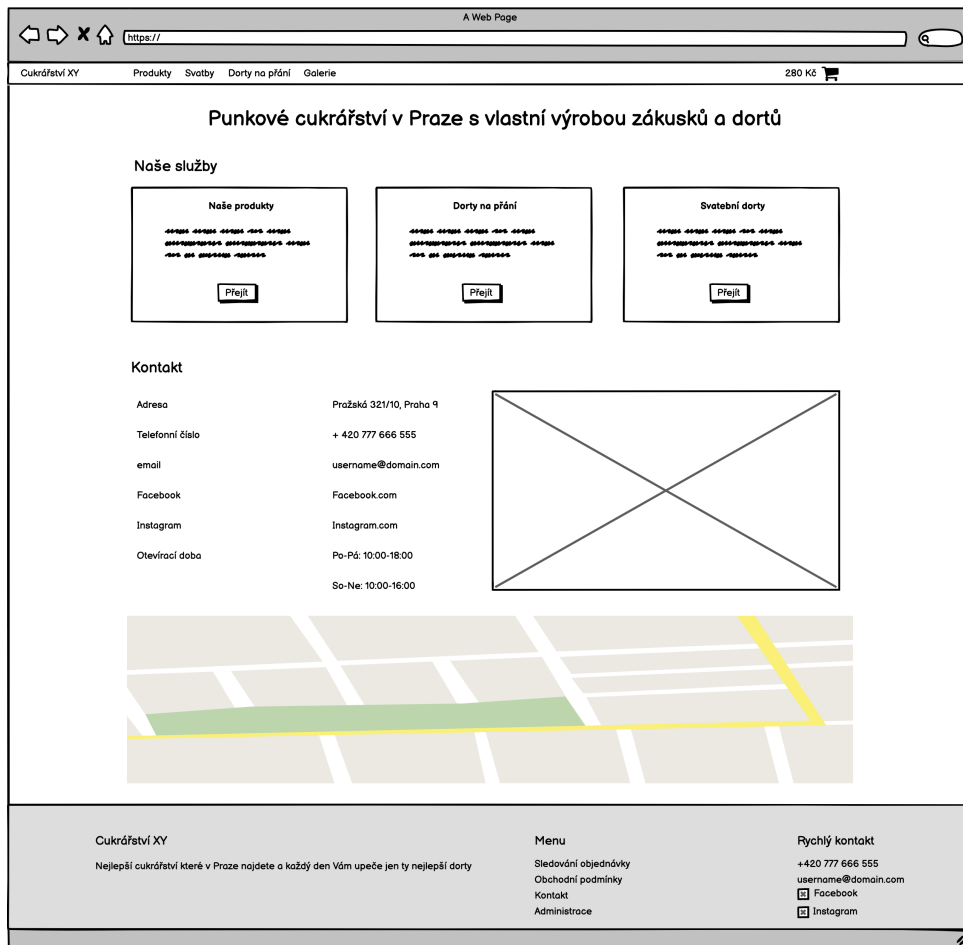 A Web Page
https://
Cukrářství XY Produkty Svatby Dorty na přání Galerie 280 Kč
Punkové cukrářství v Praze s vlastní výrobou zákusků a dortů
Naše služby
Naše produkty
Přejít
Dorty na přání
Přejít
Svatební dorty
Přejít
Kontakt
Adresa Pražská 321/10, Praha 9
Telefonní číslo + 420 777 666 555
email username@domain.com
Facebook Facebook.com
Instagram Instagram.com
Otevírací doba Po-Pá: 10:00-18:00
So-Ne: 10:00-16:00
Cukrářství XY
Nejlepší cukrářství které v Praze najdete a každý den Vám upeče jen ty nejlepší dorty
Menu
Sledování objednávky
Obchodní podmínky
Kontakt
Administrace
Rychlý kontakt
+420 777 666 555
username@domain.com
Facebook
Instagram